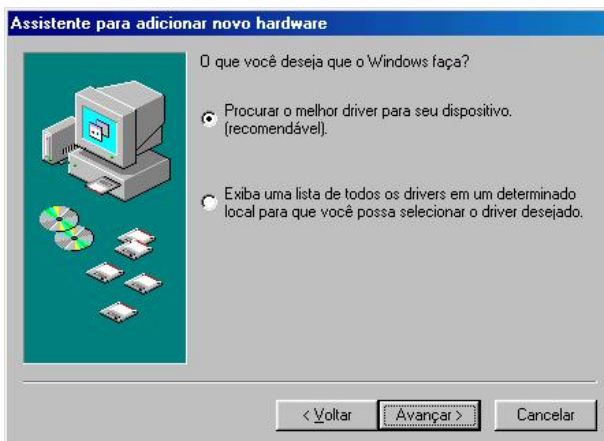 Assistente para adicionar novo hardware
O que você deseja que o Windows faça?
Procurar o melhor driver para seu dispositivo.
(recomendável).
Exiba uma lista de todos os drivers em um determinado
local para que você possa selecionar o driver desejado.
< Voltar Avançar > Cancelar